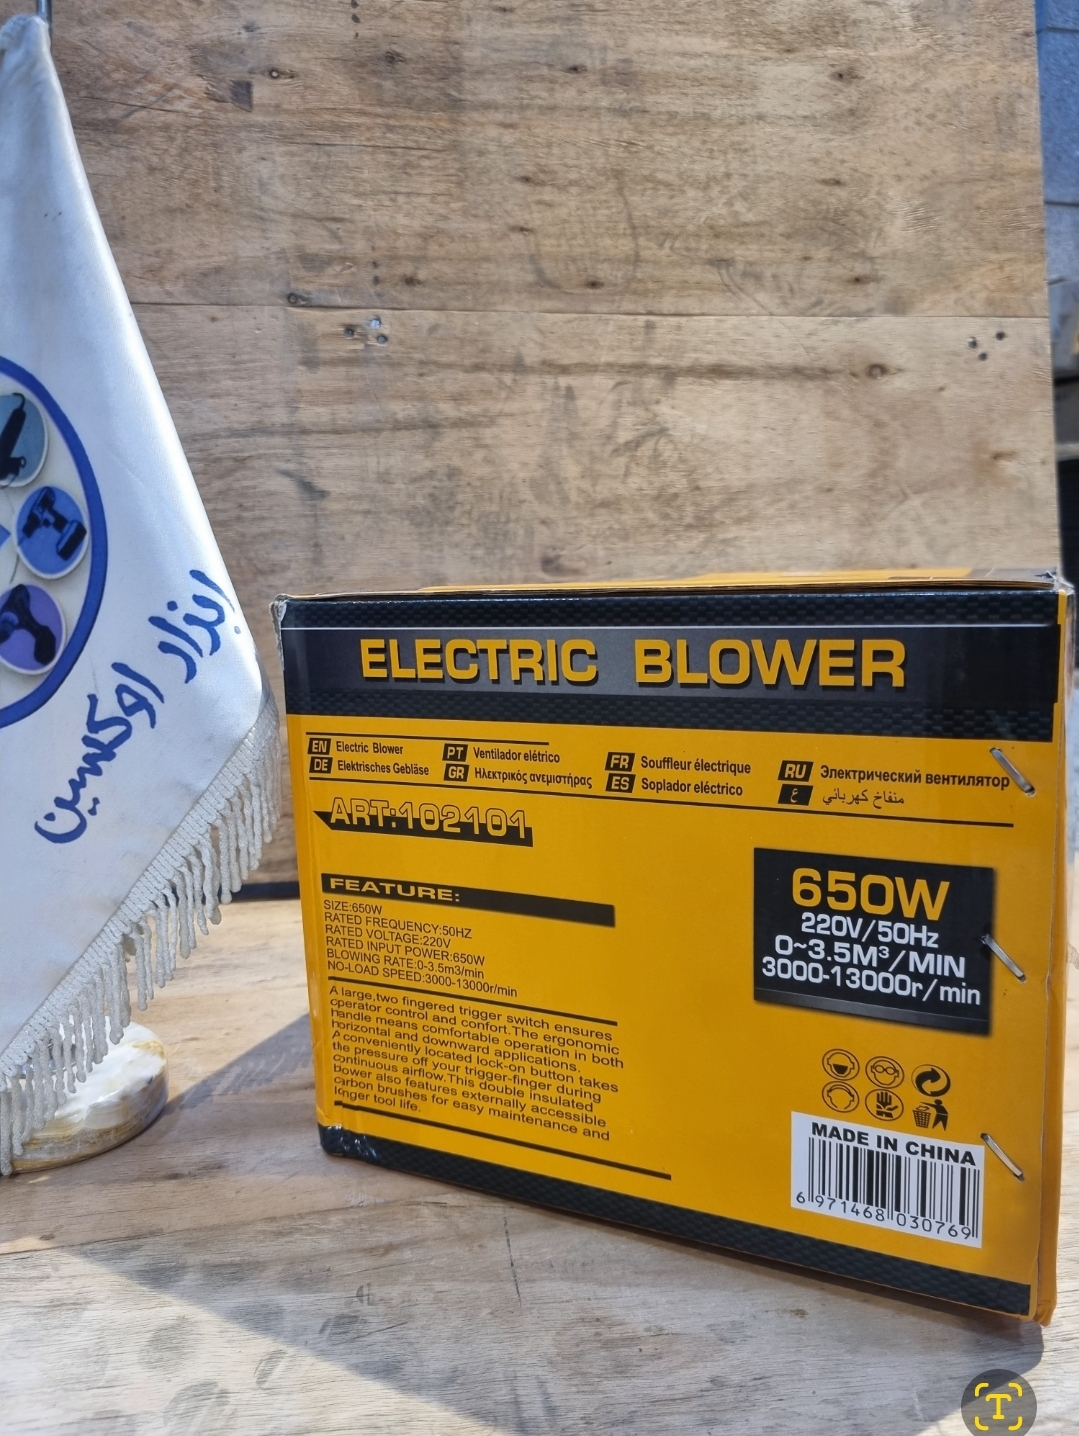 ابزار اوکسین
ELECTRIC BLOWER
EN Electric Blower
DE Elektrisches Gebläse
PT Ventilador elétrico
GR Ηλεκτρικός ανεμιστήρας
FR Souffleur électrique
ES Soplador eléctrico
RU Электрический вентилятор
ع منفاخ كهربائي
ART:102101
FEATURE:
SIZE:650W
RATED FREQUENCY:50HZ
RATED VOLTAGE:220V
RATED INPUT POWER:650W
BLOWING RATE:0-3.5m3/min
NO-LOAD SPEED:3000-13000r/min
A large,two fingered trigger switch ensures
operator control and confort.The ergonomic
handle means comfortable operation in both
horizontal and downward applications.
A conveniently located lock-on button takes
the pressure off your trigger-finger during
continuous airflow.This double insulated
bower also features externally accessible
carbon brushes for easy maintenance and
longer tool life.
650W
220V/50Hz
0~3.5M³/MIN
3000-13000r/min
MADE IN CHINA
6 971468 030769
T